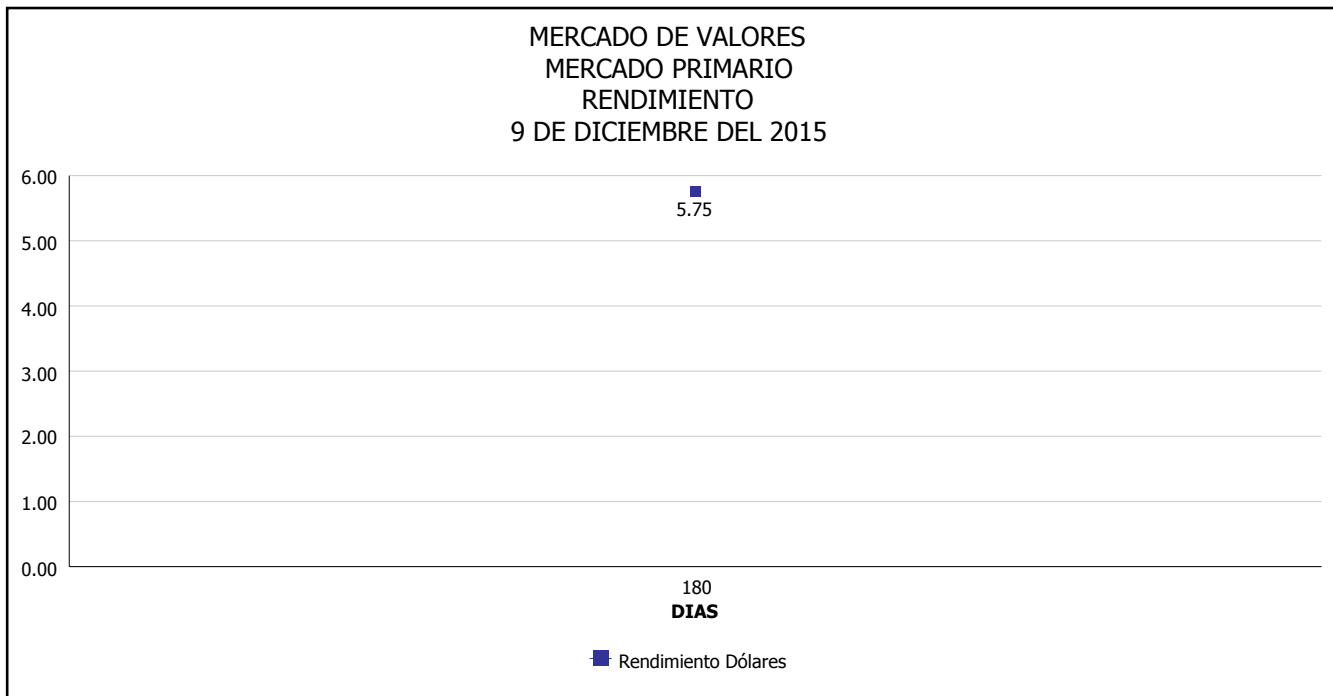 MERCADO DE VALORES
MERCADO PRIMARIO
RENDIMIENTO
9 DE DICIEMBRE DEL 2015
6.00
5.75
5.00
4.00
3.00
2.00
1.00
0.00
180
DIAS
Rendimiento Dólares